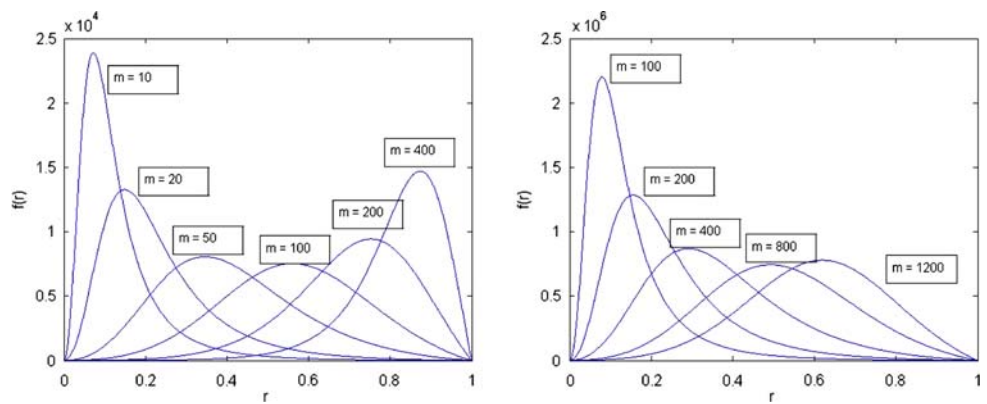 x 10^4
2.5
2
1.5
1
0.5
0
f(r)
m = 10
m = 20
m = 50
m = 100
m = 200
m = 400
0 0.2 0.4 0.6 0.8 1
r
x 10^6
2.5
2
1.5
1
0.5
0
f(r)
m = 100
m = 200
m = 400
m = 800
m = 1200
0 0.2 0.4 0.6 0.8 1
r